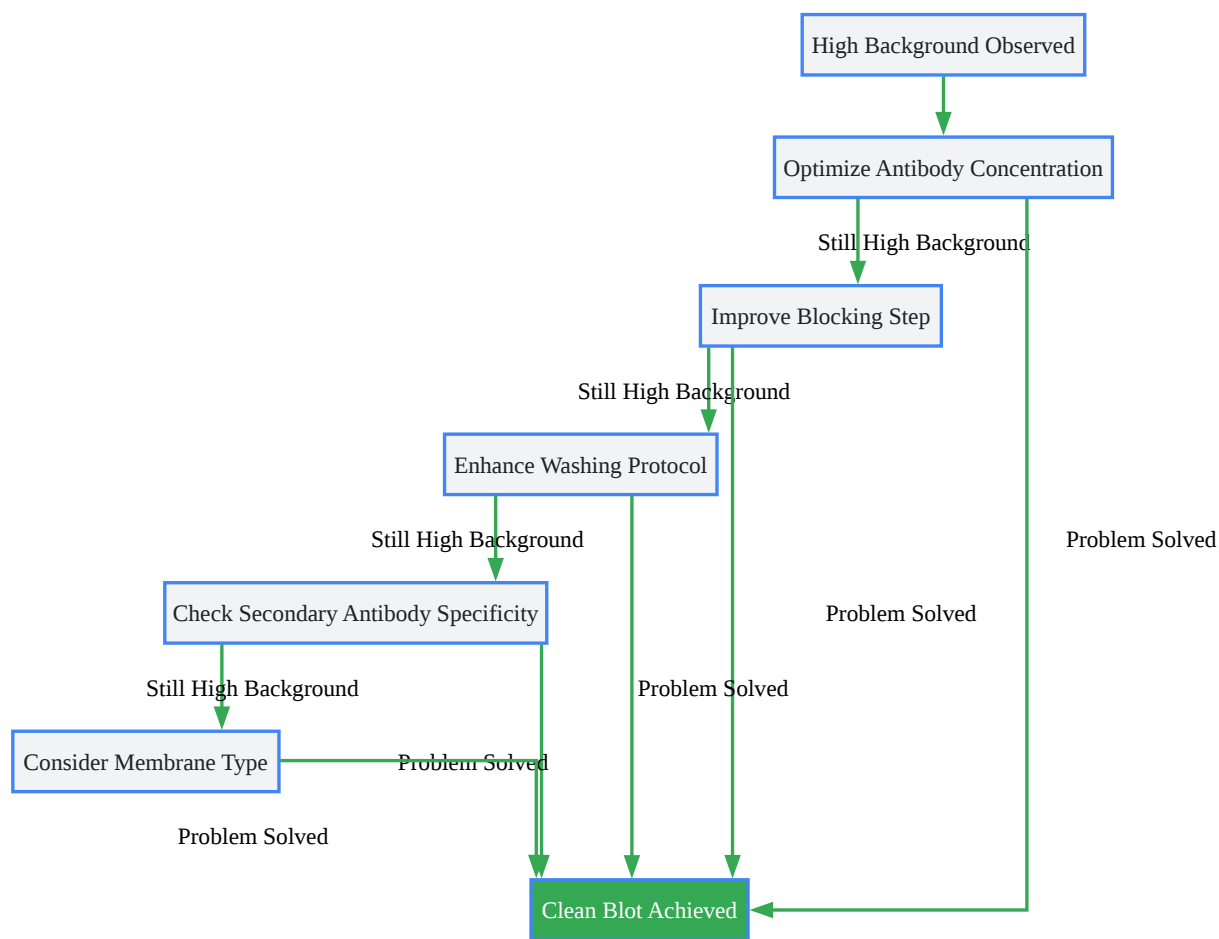 High Background Observed
Optimize Antibody Concentration
Still High Background
Improve Blocking Step
Still High Background
Enhance Washing Protocol
Still High Background
Problem Solved
Check Secondary Antibody Specificity
Problem Solved
Still High Background
Problem Solved
Consider Membrane Type
Problem Solved
Problem Solved
Clean Blot Achieved